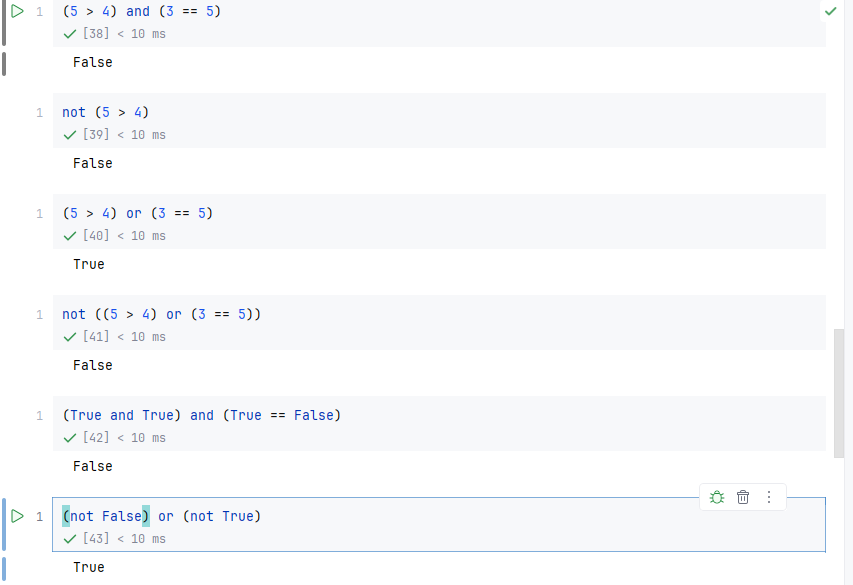 1 (5 > 4) and (3 == 5)
[38] < 10 ms
False
1 not (5 > 4)
[39] < 10 ms
False
1 (5 > 4) or (3 == 5)
[40] < 10 ms
True
1 not ((5 > 4) or (3 == 5))
[41] < 10 ms
False
1 (True and True) and (True == False)
[42] < 10 ms
False
1 (not False) or (not True)
[43] < 10 ms
True